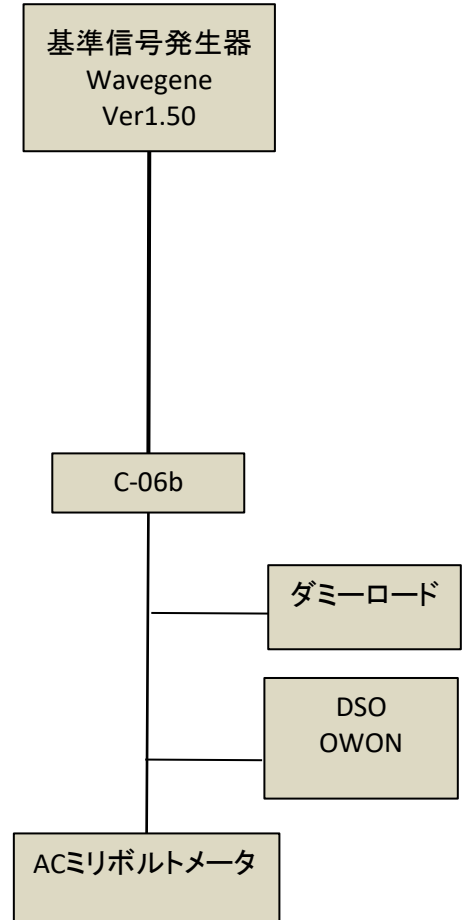 基準信号発生器
Wavegene
Ver1.50
C-06b
ダミーロード
DSO
OWON
ACミリボルトメータ